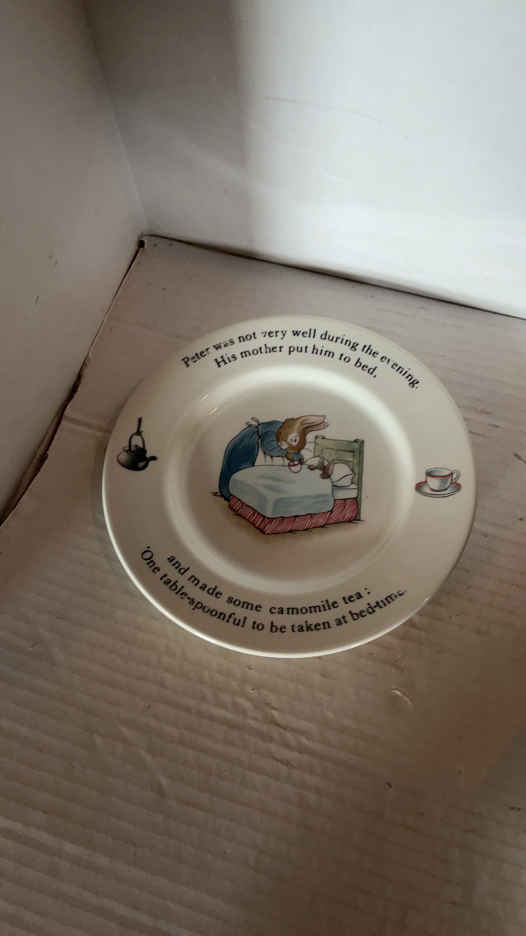 Peter was not very well during the evening.
His mother put him to bed,
and made some camomile tea:
'One table-spoonful to be taken at bed-time.